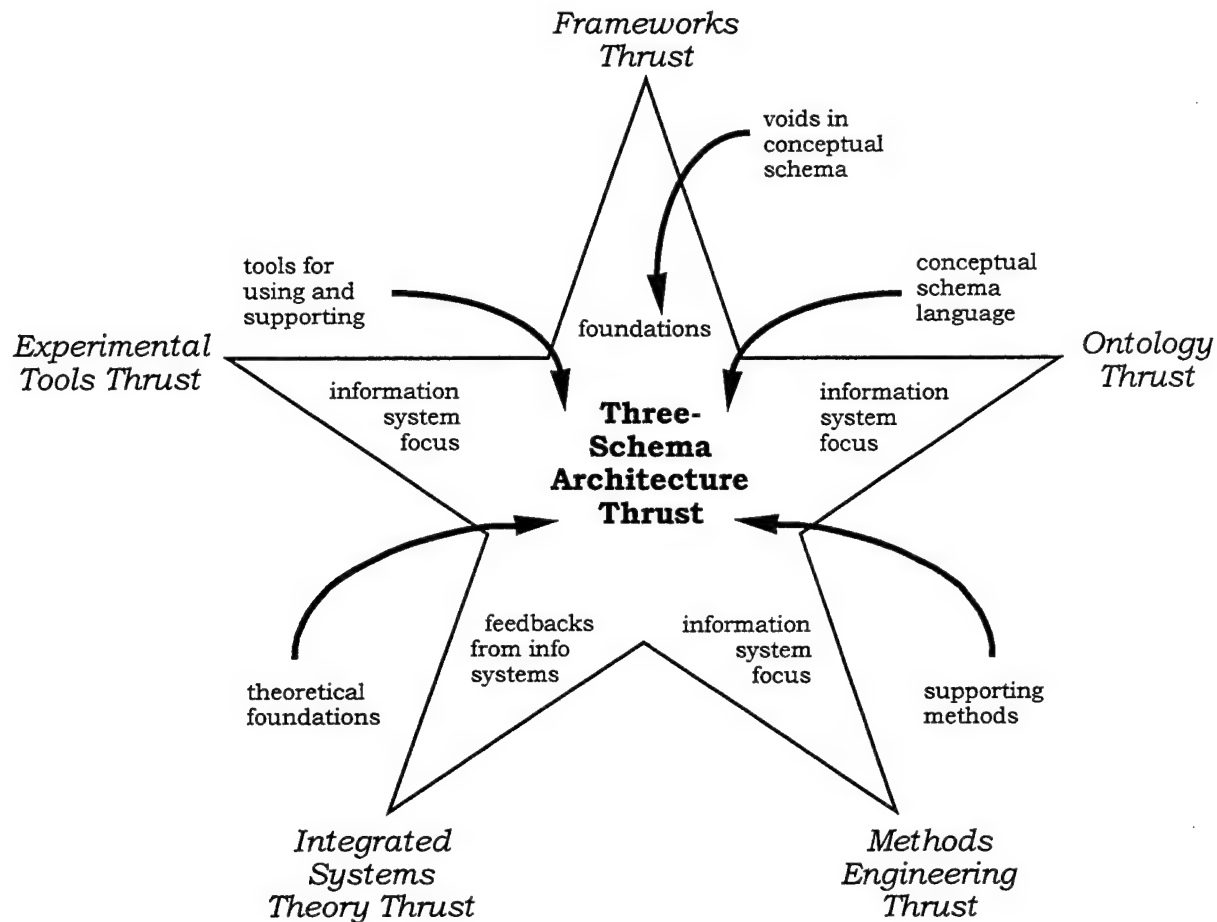 Frameworks
Thrust
voids in
conceptual
schema
tools for
using and
supporting
conceptual
schema
language
foundations
Experimental
Tools Thrust
Ontology
Thrust
information
system
focus
information
system
focus
Three-
Schema
Architecture
Thrust
feedbacks
from info
systems
information
system
focus
theoretical
foundations
supporting
methods
Integrated
Systems
Theory Thrust
Methods
Engineering
Thrust